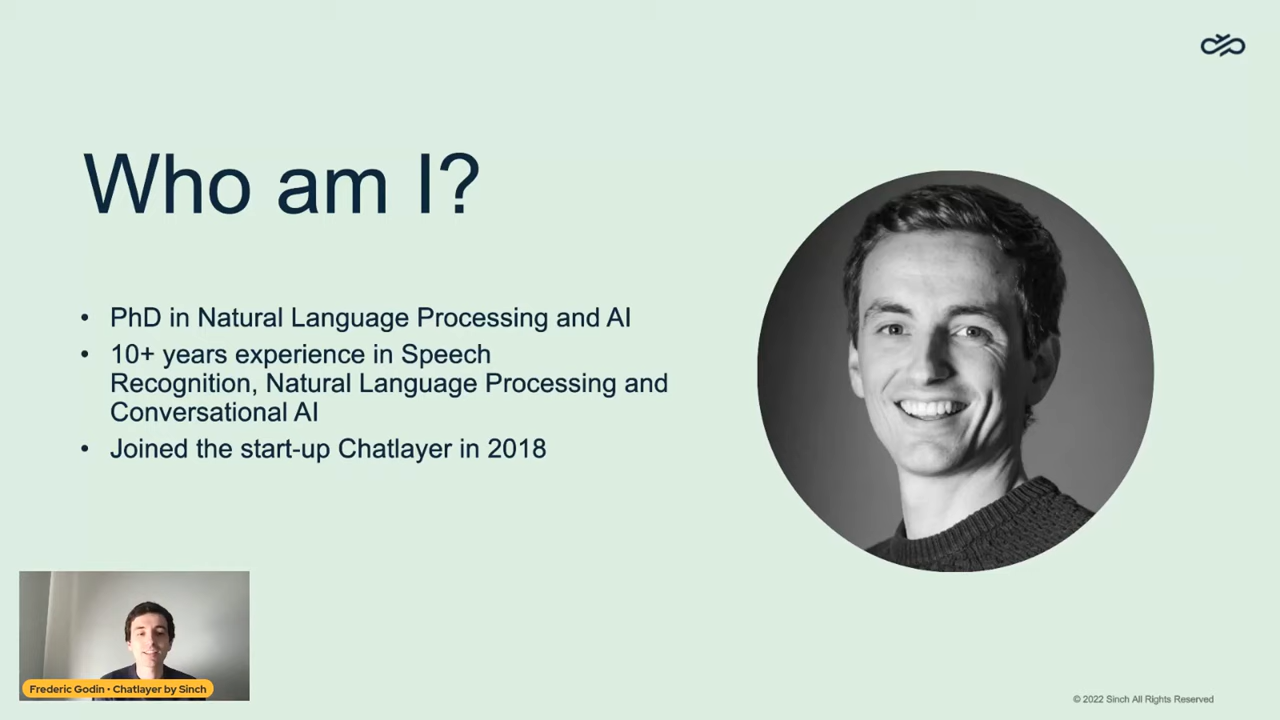 Who am I?
• PhD in Natural Language Processing and AI
• 10+ years experience in Speech
Recognition, Natural Language Processing and
Conversational AI
• Joined the start-up Chatlayer in 2018
Frederic Godin • Chatlayer by Sinch
© 2022 Sinch All Rights Reserved